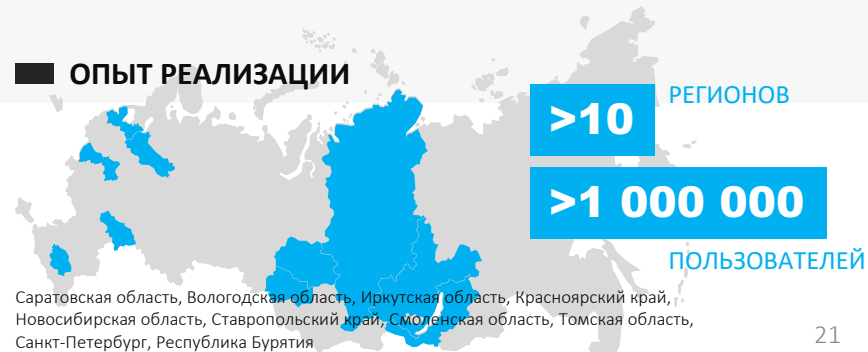 ОПЫТ РЕАЛИЗАЦИИ
>10
РЕГИОНОВ
>1 000 000
ПОЛЬЗОВАТЕЛЕЙ
Саратовская область, Вологодская область, Иркутская область, Красноярский край,
Новосибирская область, Ставропольский край, Смоленская область, Томская область,
Санкт-Петербург, Республика Бурятия
21